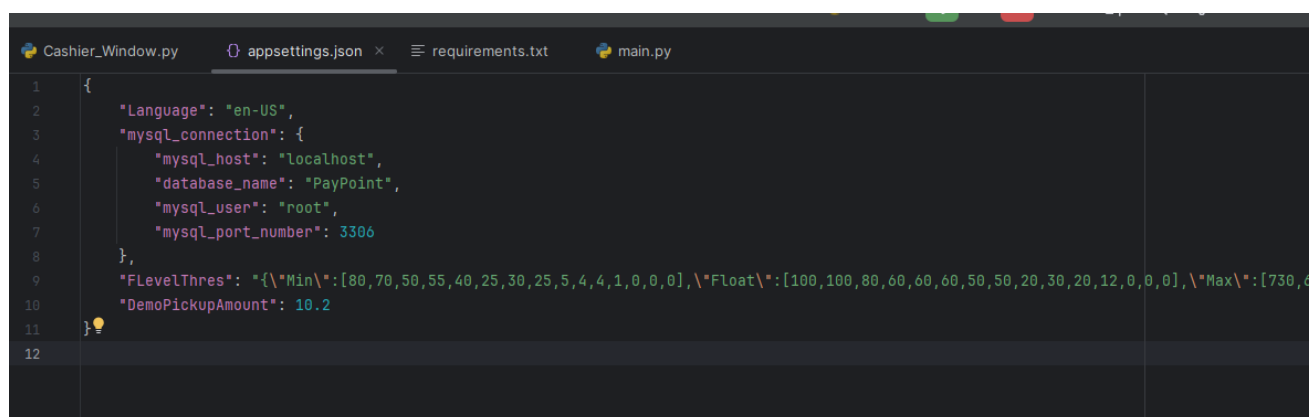 Cashier_Window.py appsettings.json × requirements.txt main.py
1 {
2 "Language": "en-US",
3 "mysql_connection": {
4 "mysql_host": "localhost",
5 "database_name": "PayPoint",
6 "mysql_user": "root",
7 "mysql_port_number": 3306
8 },
9 "FLevelThres": "{\"Min\":[80,70,50,55,40,25,30,25,5,4,4,1,0,0,0],\"Float\":[100,100,80,60,60,60,50,50,20,30,20,12,0,0,0],\"Max\":[730,
10 "DemoPickupAmount": 10.2
11 }
12